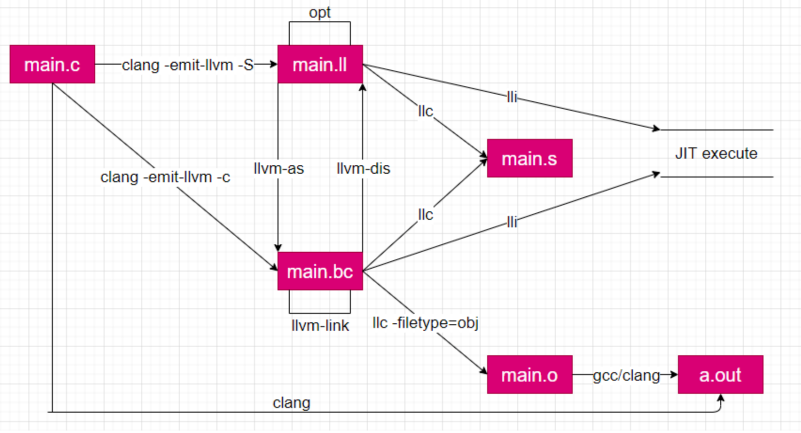 opt
main.c
clang -emit-llvm -S
main.ll
lli
llc
main.s
JIT execute
clang -emit-llvm -c
llvm-as
llvm-dis
llc
lli
main.bc
llvm-link
llc -filetype=obj
main.o
gcc/clang
a.out
clang